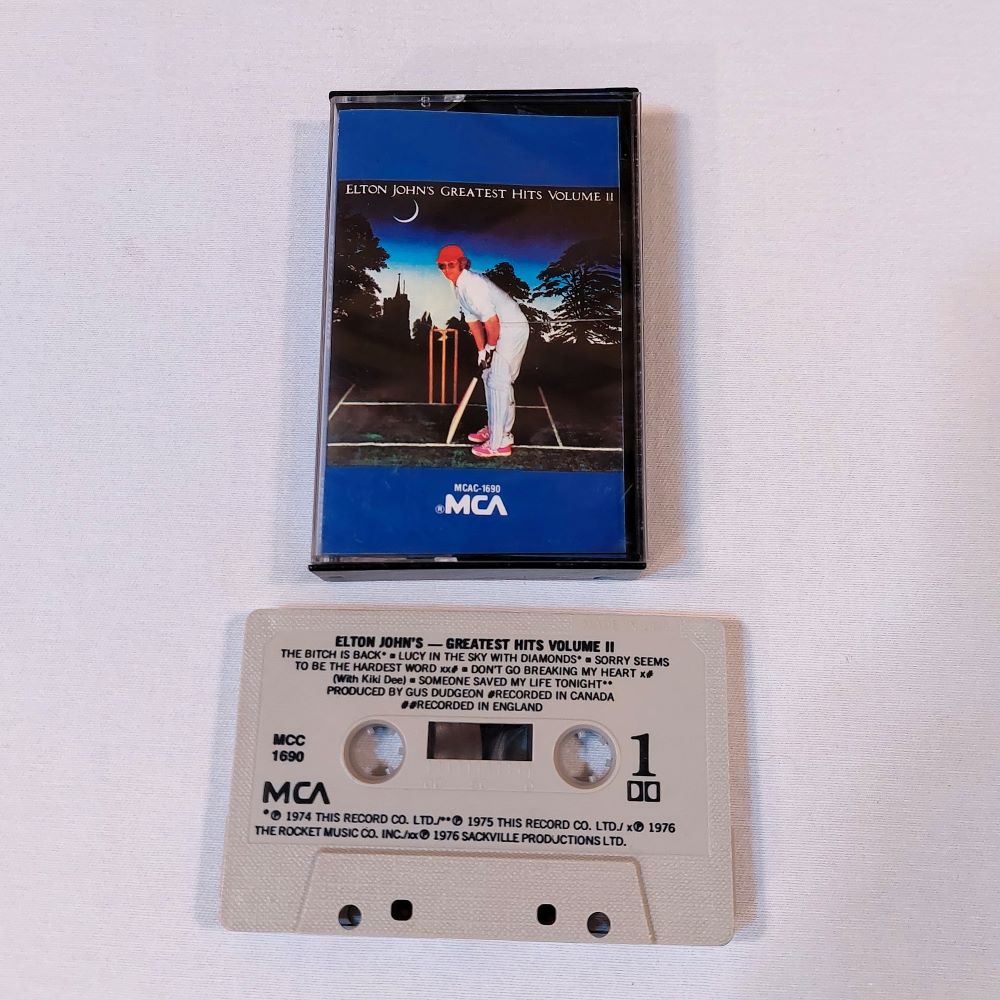 ELTON JOHN'S GREATEST HITS VOLUME II
MCAC-1690
®MCA
ELTON JOHN'S — GREATEST HITS VOLUME II
THE BITCH IS BACK* ▪ LUCY IN THE SKY WITH DIAMONDS* ▪ SORRY SEEMS
TO BE THE HARDEST WORD xx# ▪ DON'T GO BREAKING MY HEART x#
(With Kiki Dee) ▪ SOMEONE SAVED MY LIFE TONIGHT**
PRODUCED BY GUS DUDGEON #RECORDED IN CANADA
##RECORDED IN ENGLAND
MCC
1690
1
MCA
*℗ 1974 THIS RECORD CO. LTD./**℗ 1975 THIS RECORD CO. LTD./ x℗ 1976
THE ROCKET MUSIC CO. INC./xx℗ 1976 SACKVILLE PRODUCTIONS LTD.